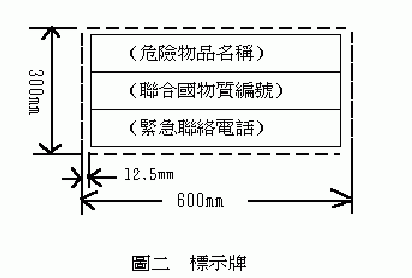 (危險物品名稱)
(聯合國物質編號)
(緊急聯絡電話)
300mm
12.5mm
600mm
圖二 標示牌